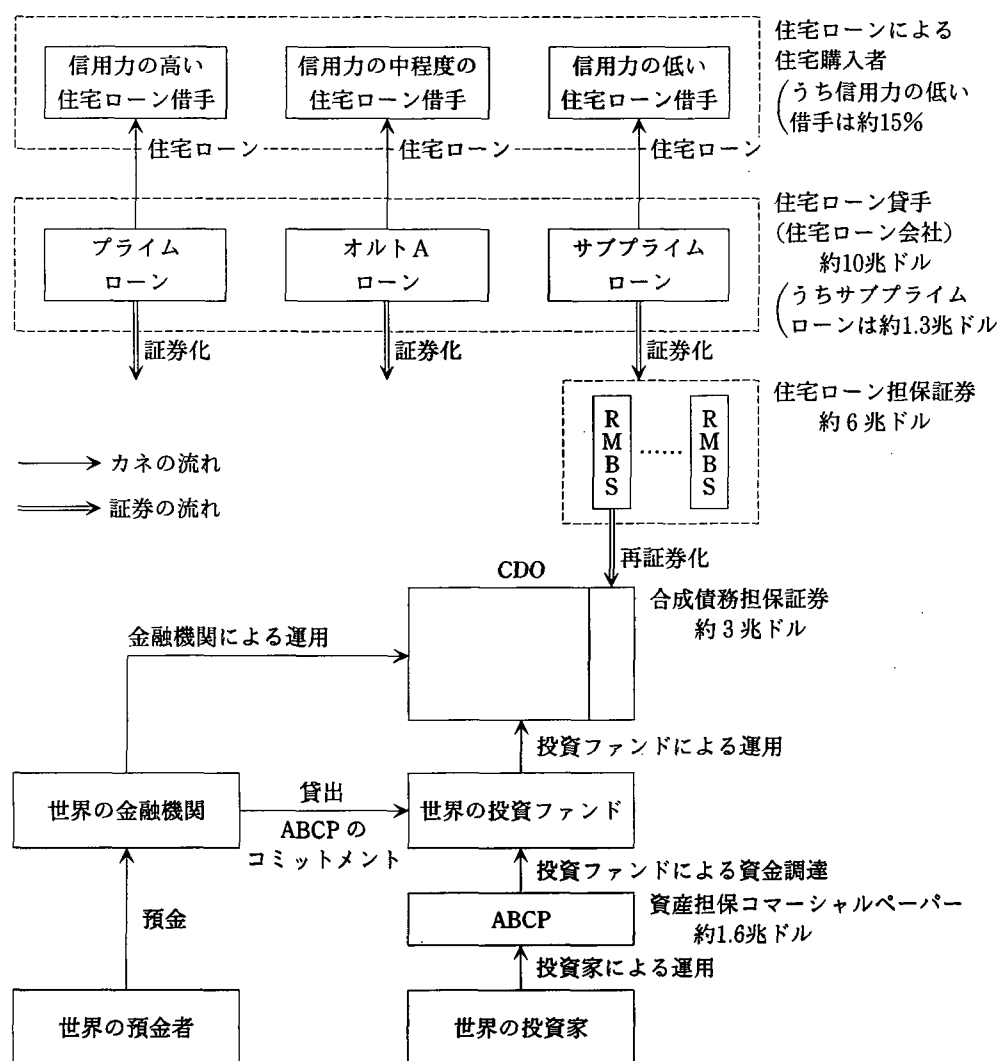 信用力の高い
住宅ローン借手
信用力の中程度の
住宅ローン借手
信用力の低い
住宅ローン借手
住宅ローンによる
住宅購入者
(うち信用力の低い
借手は約15%
住宅ローン
住宅ローン
住宅ローン
プライム
ローン
オルトA
ローン
サブプライム
ローン
住宅ローン貸手
(住宅ローン会社)
約10兆ドル
(うちサブプライム
ローンは約1.3兆ドル
証券化
証券化
証券化
RMBS
……
RMBS
住宅ローン担保証券
約6兆ドル
カネの流れ
証券の流れ
再証券化
CDO
合成債務担保証券
約3兆ドル
金融機関による運用
投資ファンドによる運用
世界の金融機関
貸出
ABCPの
コミットメント
世界の投資ファンド
投資ファンドによる資金調達
預金
ABCP
資産担保コマーシャルペーパー
約1.6兆ドル
投資家による運用
世界の預金者
世界の投資家